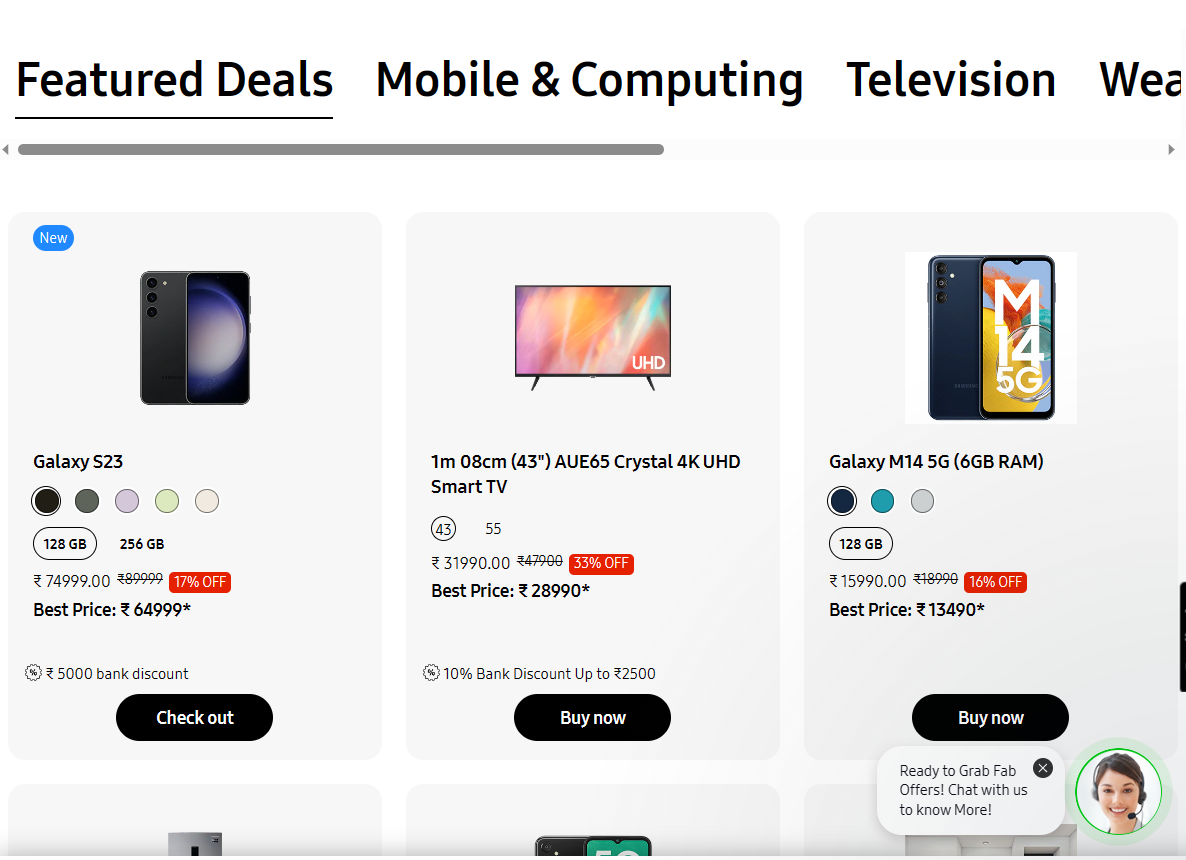 Featured Deals
Mobile & Computing
Television
Wea
New
UHD
M
14
5G
Galaxy S23
128 GB
256 GB
₹ 74999.00 ₹89999 17% OFF
Best Price: ₹ 64999*
₹ 5000 bank discount
Check out
1m 08cm (43") AUE65 Crystal 4K UHD
Smart TV
43
55
₹ 31990.00 ₹47900 33% OFF
Best Price: ₹ 28990*
10% Bank Discount Up to ₹2500
Buy now
Galaxy M14 5G (6GB RAM)
128 GB
₹ 15990.00 ₹18990 16% OFF
Best Price: ₹ 13490*
Buy now
Ready to Grab Fab
Offers! Chat with us
to know More!